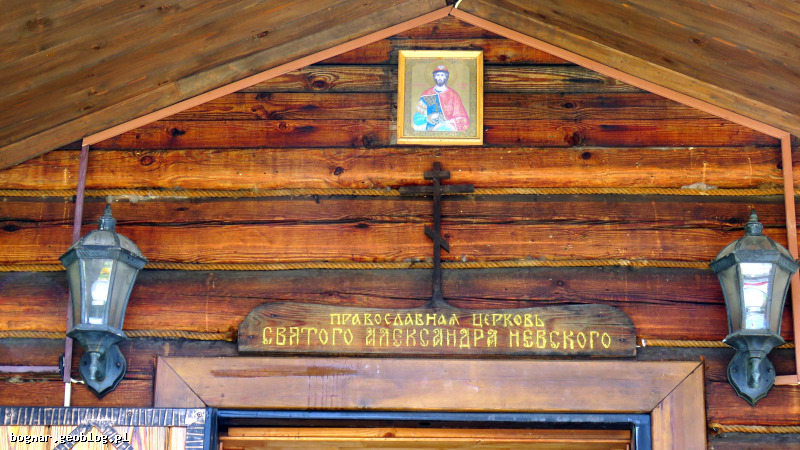 ПРАВОСЛАВНАЯ ЦЕРКОВЬ
СВЯТОГО АЛЕКСАНДРА НЕВСКОГО
bognar.geoblog.pl